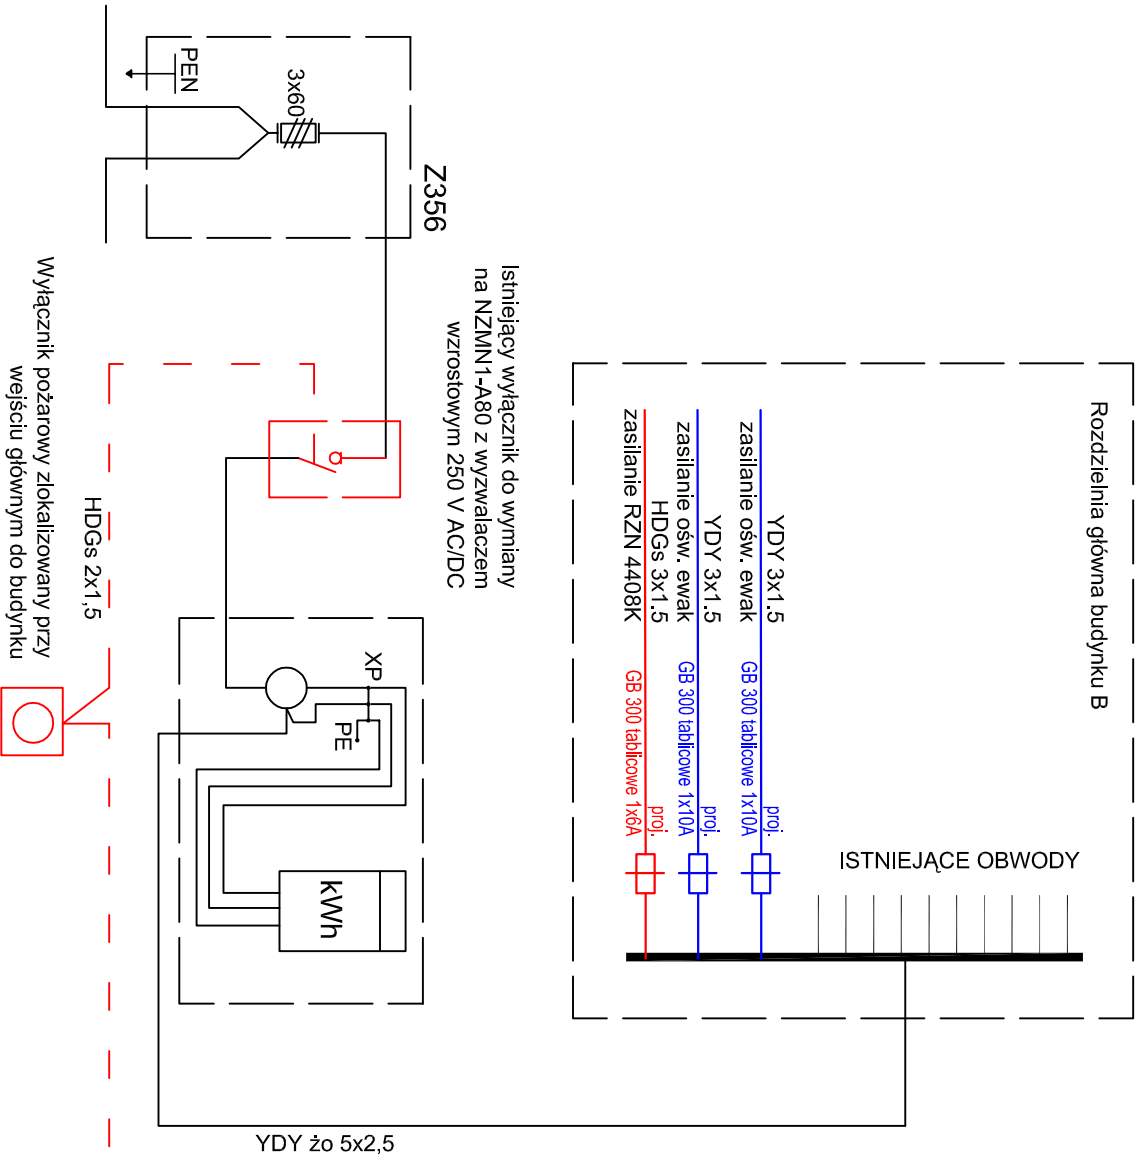 PEN
3x60
Z356
Istniejący wyłącznik do wymiany
na NZMN1-A80 z wyzwalaczem
wzrostowym 250 V AC/DC
Wyłącznik pożarowy zlokalizowany przy
wejściu głównym do budynku
HDGs 2x1,5
XP
PE
kWh
YDY żo 5x2,5
Rozdzielnia główna budynku B
YDY 3x1.5
zasilanie ośw. ewak
GB 300 tablicowe 1x10A
proj.
YDY 3x1.5
zasilanie ośw. ewak
GB 300 tablicowe 1x10A
proj.
HDGs 3x1.5
zasilanie RZN 4408K
GB 300 tablicowe 1x6A
proj.
ISTNIEJĄCE OBWODY